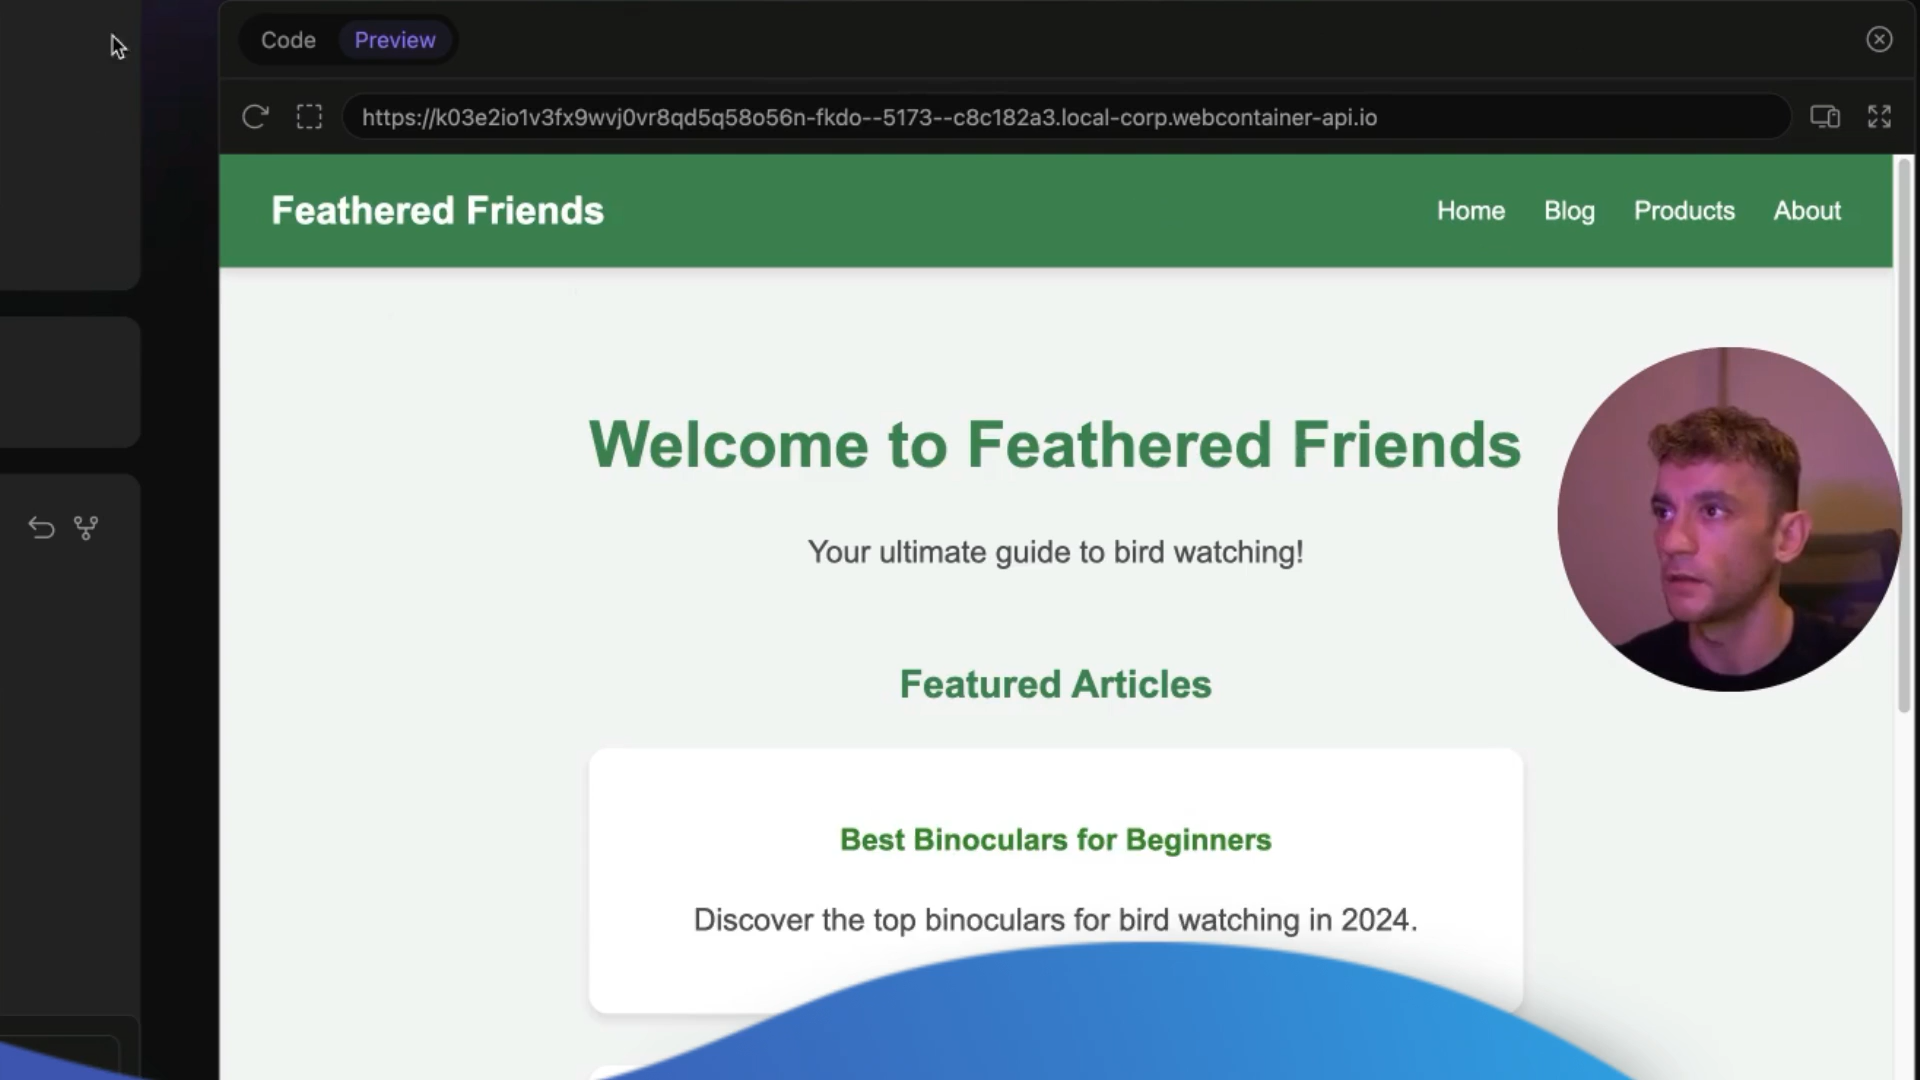 Code Preview
https://k03e2io1v3fx9wvj0vr8qd5q58o56n-fkdo--5173--c8c182a3.local-corp.webcontainer-api.io
Feathered Friends
Home Blog Products About
Welcome to Feathered Friends
Your ultimate guide to bird watching!
Featured Articles
Best Binoculars for Beginners
Discover the top binoculars for bird watching in 2024.